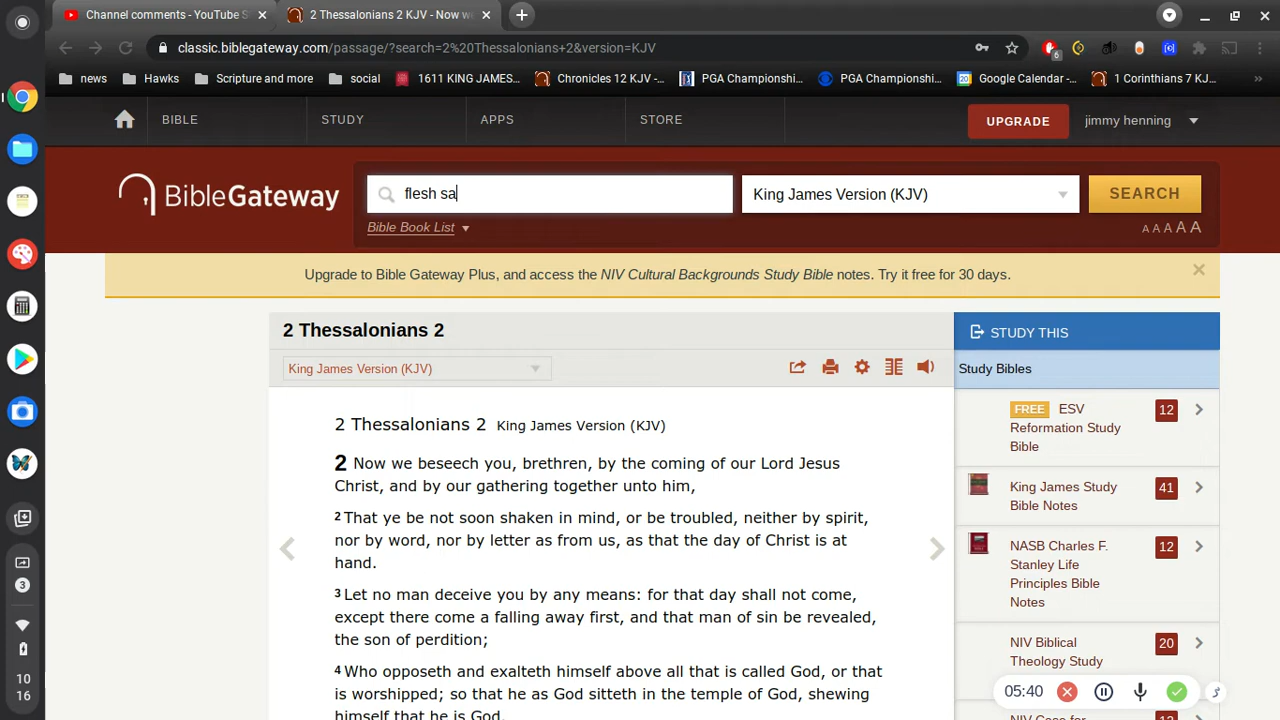 Channel comments - YouTube S
2 Thessalonians 2 KJV - Now we
classic.biblegateway.com/passage/?search=2%20Thessalonians+2&version=KJV
6
news
Hawks
Scripture and more
social
1611 KING JAMES...
Chronicles 12 KJV -...
PGA Championshi...
PGA Championshi...
Google Calendar -...
1 Corinthians 7 KJ...
»
BIBLE
STUDY
APPS
STORE
UPGRADE
jimmy henning
BibleGateway
flesh sa
King James Version (KJV)
SEARCH
Bible Book List
A A A A A
Upgrade to Bible Gateway Plus, and access the NIV Cultural Backgrounds Study Bible notes. Try it free for 30 days.
2 Thessalonians 2
King James Version (KJV)
2 Thessalonians 2 King James Version (KJV)
2 Now we beseech you, brethren, by the coming of our Lord Jesus
Christ, and by our gathering together unto him,
2 That ye be not soon shaken in mind, or be troubled, neither by spirit,
nor by word, nor by letter as from us, as that the day of Christ is at
hand.
3 Let no man deceive you by any means: for that day shall not come,
except there come a falling away first, and that man of sin be revealed,
the son of perdition;
4 Who opposeth and exalteth himself above all that is called God, or that
is worshipped; so that he as God sitteth in the temple of God, shewing
himself that he is God.
STUDY THIS
Study Bibles
FREE ESV
Reformation Study
Bible
12
King James Study
Bible Notes
41
NASB Charles F.
Stanley Life
Principles Bible
Notes
12
NIV Biblical
Theology Study
20
NIV Case for
12
05:40
3
10
16